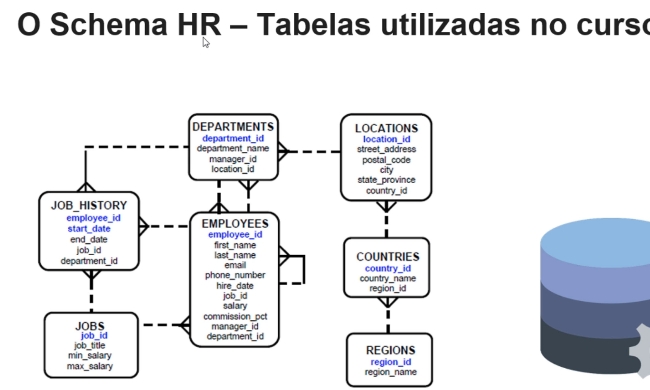 O Schema HR – Tabelas utilizadas no curso
DEPARTMENTS
department_id
department_name
manager_id
location_id
LOCATIONS
location_id
street_address
postal_code
city
state_province
country_id
JOB_HISTORY
employee_id
start_date
end_date
job_id
department_id
EMPLOYEES
employee_id
first_name
last_name
email
phone_number
hire_date
job_id
salary
commission_pct
manager_id
department_id
COUNTRIES
country_id
country_name
region_id
JOBS
job_id
job_title
min_salary
max_salary
REGIONS
region_id
region_name